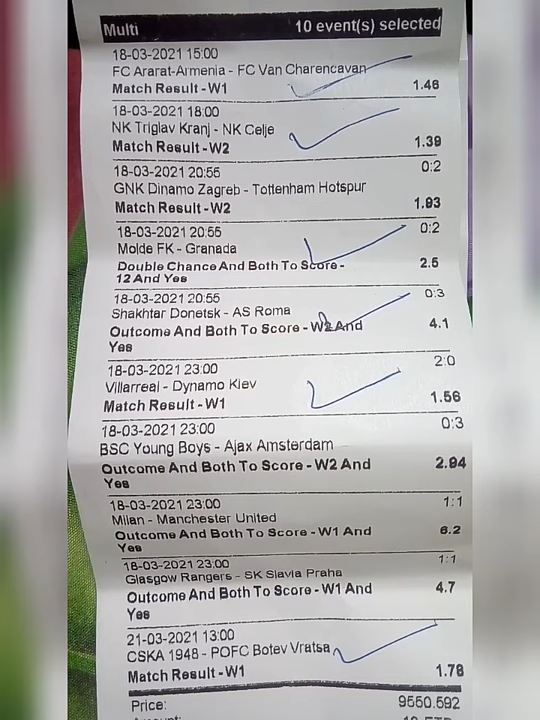 Multi 10 event(s) selected
18-03-2021 15:00
FC Ararat-Armenia - FC Van Charencavan
Match Result - W1 1.46
18-03-2021 18:00
NK Triglav Kranj - NK Celje
Match Result - W2 1.39
18-03-2021 20:55 0:2
GNK Dinamo Zagreb - Tottenham Hotspur
Match Result - W2 1.93
18-03-2021 20:55 0:2
Molde FK - Granada
Double Chance And Both To Score - 2.5
12 And Yes
18-03-2021 20:55 0:3
Shakhtar Donetsk - AS Roma
Outcome And Both To Score - W2 And 4.1
Yes
18-03-2021 23:00 2:0
Villarreal - Dynamo Kiev
Match Result - W1 1.56
18-03-2021 23:00 0:3
BSC Young Boys - Ajax Amsterdam
Outcome And Both To Score - W2 And 2.94
Yes
18-03-2021 23:00 1:1
Milan - Manchester United
Outcome And Both To Score - W1 And 6.2
Yes
18-03-2021 23:00 1:1
Glasgow Rangers - SK Slavia Praha
Outcome And Both To Score - W1 And 4.7
Yes
21-03-2021 13:00
CSKA 1948 - POFC Botev Vratsa
Match Result - W1 1.78
Price: 9550.592